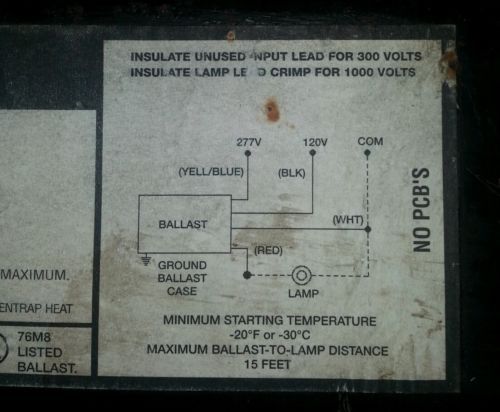 INSULATE UNUSED INPUT LEAD FOR 300 VOLTS
INSULATE LAMP LEAD CRIMP FOR 1000 VOLTS
277V 120V COM
(YELL/BLUE) (BLK)
BALLAST
(WHT)
(RED)
GROUND
BALLAST
CASE
LAMP
NO PCB'S
MINIMUM STARTING TEMPERATURE
-20°F or -30°C
MAXIMUM BALLAST-TO-LAMP DISTANCE
15 FEET
MAXIMUM.
ENTRAP HEAT
76M8
LISTED
BALLAST.